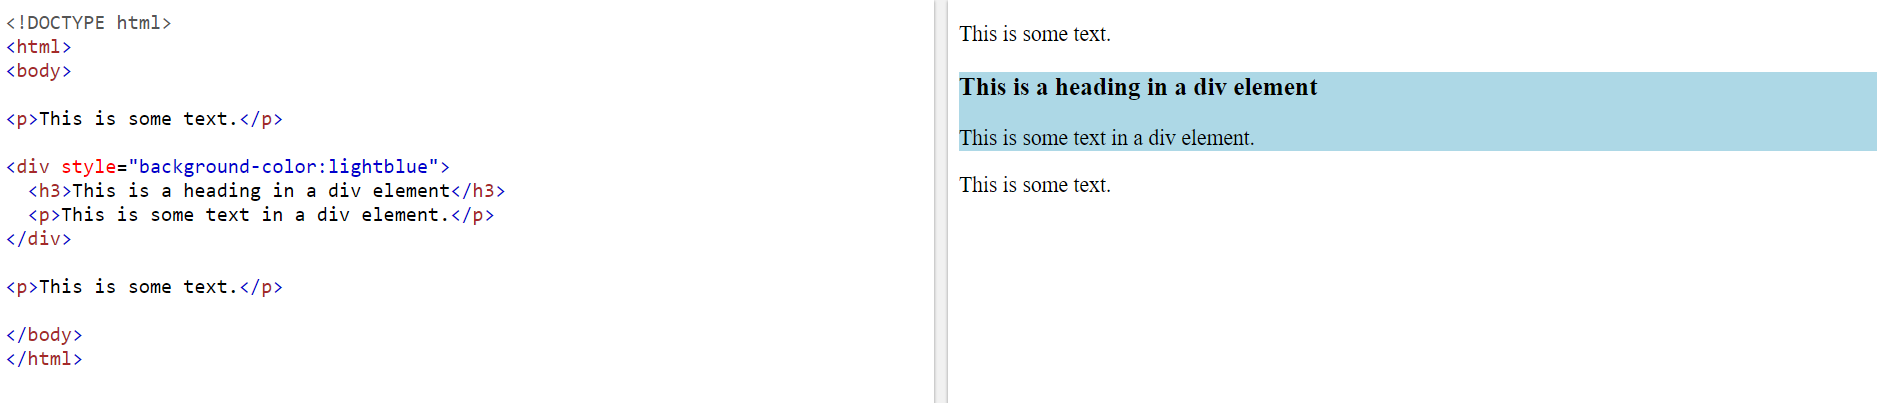 <!DOCTYPE html>
<html>
<body>
<p>This is some text.</p>
<div style="background-color:lightblue">
<h3>This is a heading in a div element</h3>
<p>This is some text in a div element.</p>
</div>
<p>This is some text.</p>
</body>
</html>
This is some text.
This is a heading in a div element
This is some text in a div element.
This is some text.